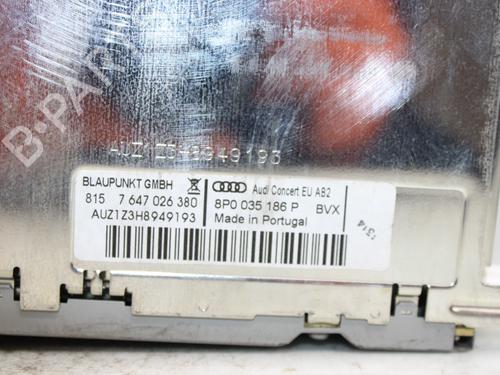 B-PARTS
AUZ1Z3H8949193
BLAUPUNKT GMBH Audi Concert EU AB2
815 7 647 026 380 8P0 035 186 P BVX
AUZ1Z3H8949193 Made in Portugal
1314